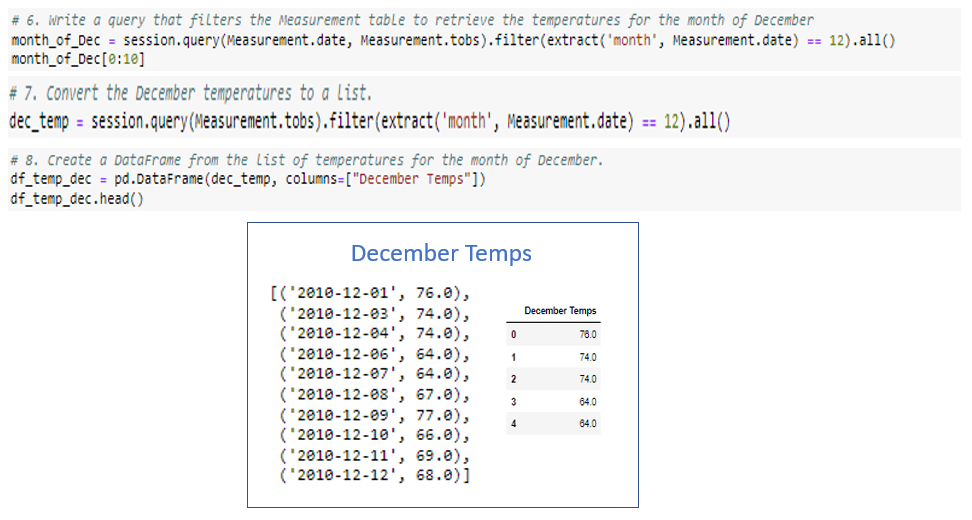 # 6. Write a query that filters the Measurement table to retrieve the temperatures for the month of December
month_of_Dec = session.query(Measurement.date, Measurement.tobs).filter(extract('month', Measurement.date) == 12).all()
month_of_Dec[0:10]
# 7. Convert the December temperatures to a list.
dec_temp = session.query(Measurement.tobs).filter(extract('month', Measurement.date) == 12).all()
# 8. Create a DataFrame from the list of temperatures for the month of December.
df_temp_dec = pd.DataFrame(dec_temp, columns=["December Temps"])
df_temp_dec.head()
December Temps
[('2010-12-01', 76.0),
('2010-12-03', 74.0),
('2010-12-04', 74.0),
('2010-12-06', 64.0),
('2010-12-07', 64.0),
('2010-12-08', 67.0),
('2010-12-09', 77.0),
('2010-12-10', 66.0),
('2010-12-11', 69.0),
('2010-12-12', 68.0)]
December Temps
0 76.0
1 74.0
2 74.0
3 64.0
4 64.0